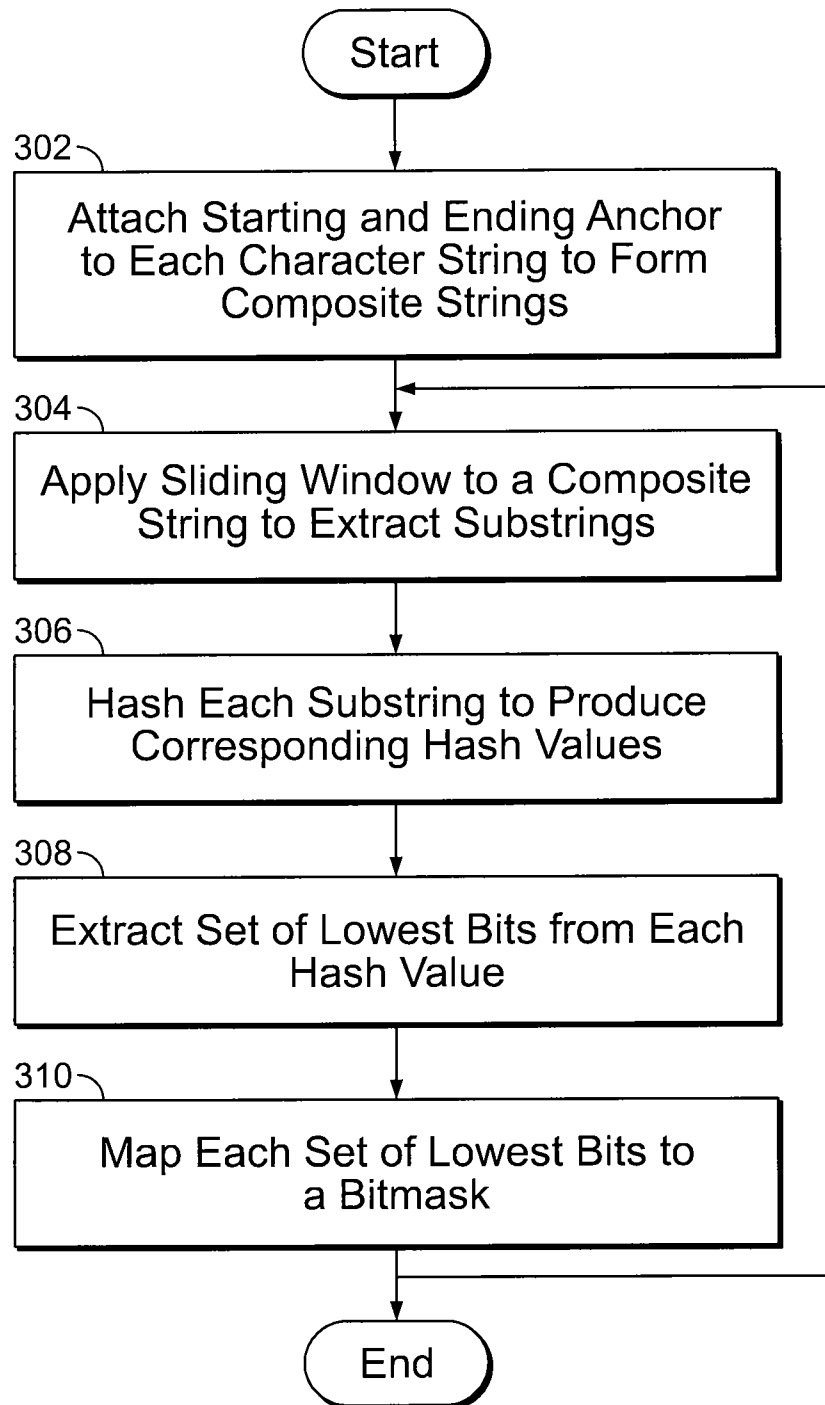 Start
302
Attach Starting and Ending Anchor
to Each Character String to Form
Composite Strings
304
Apply Sliding Window to a Composite
String to Extract Substrings
306
Hash Each Substring to Produce
Corresponding Hash Values
308
Extract Set of Lowest Bits from Each
Hash Value
310
Map Each Set of Lowest Bits to
a Bitmask
End